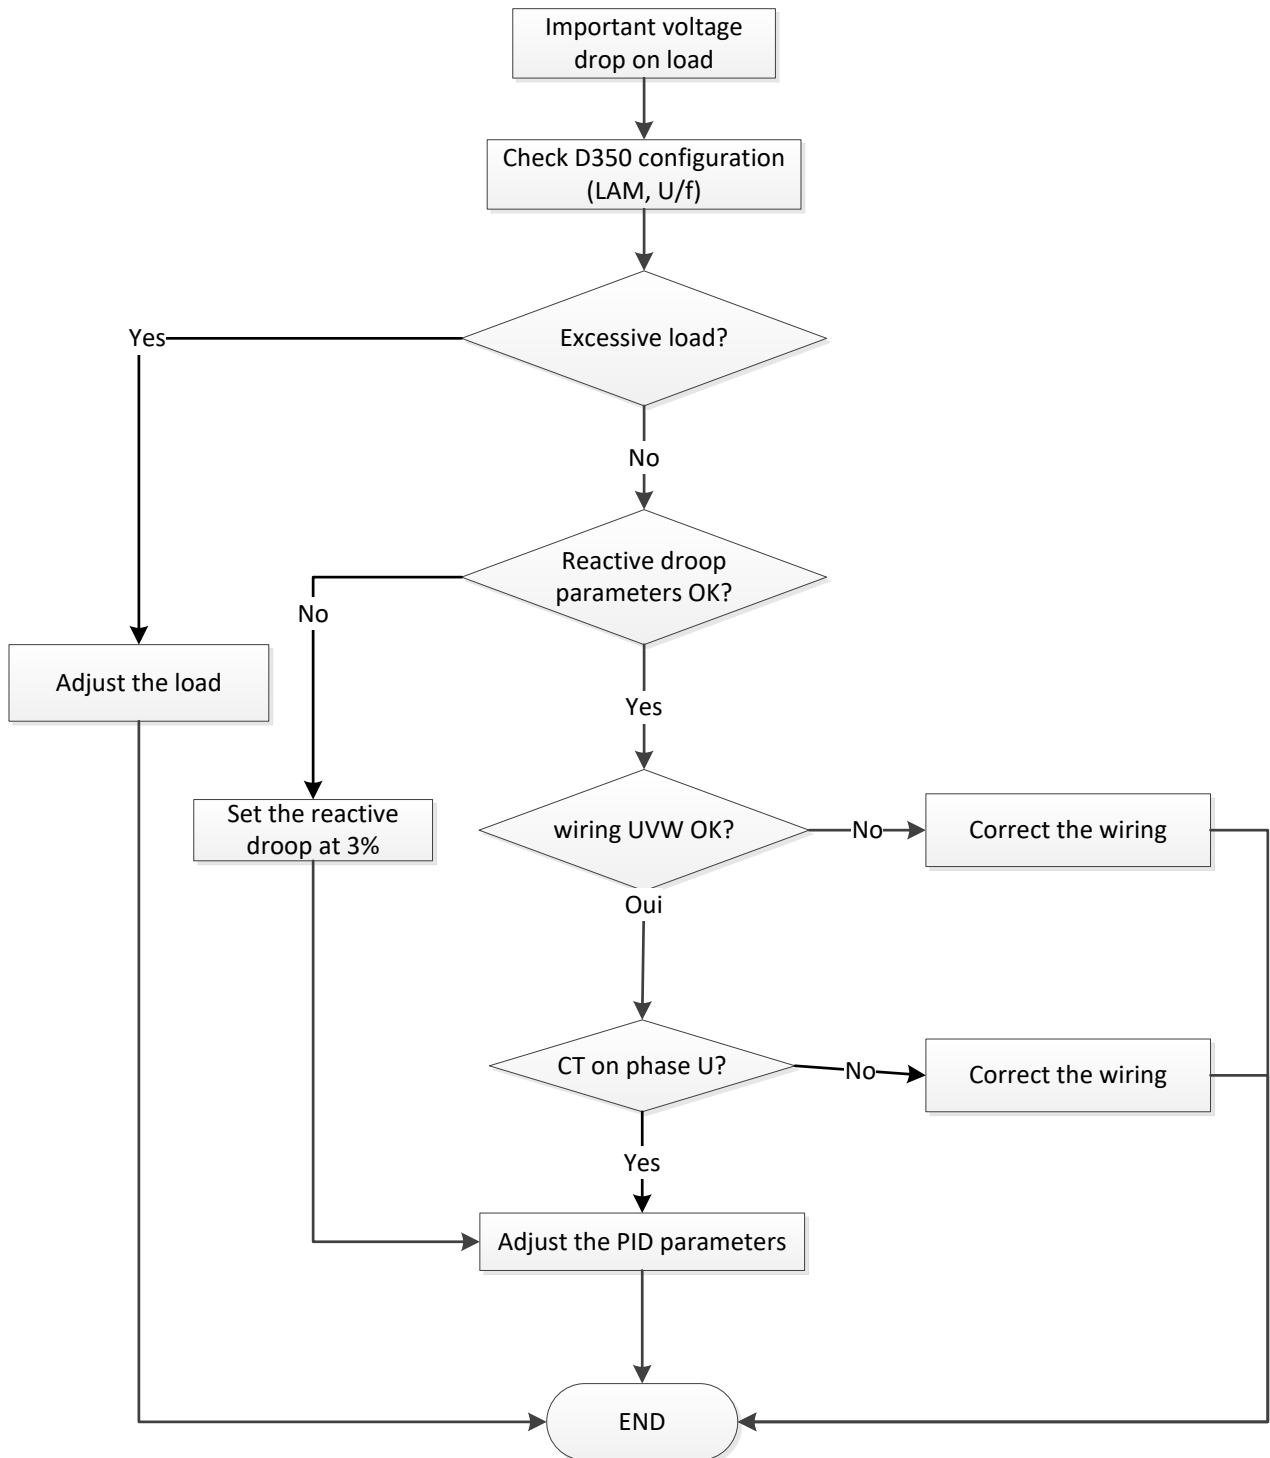 Important voltage
drop on load
Check D350 configuration
(LAM, U/f)
Yes
Excessive load?
No
Reactive droop
parameters OK?
No
Adjust the load
Yes
Set the reactive
droop at 3%
wiring UVW OK?
No
Correct the wiring
Oui
CT on phase U?
No
Correct the wiring
Yes
Adjust the PID parameters
END